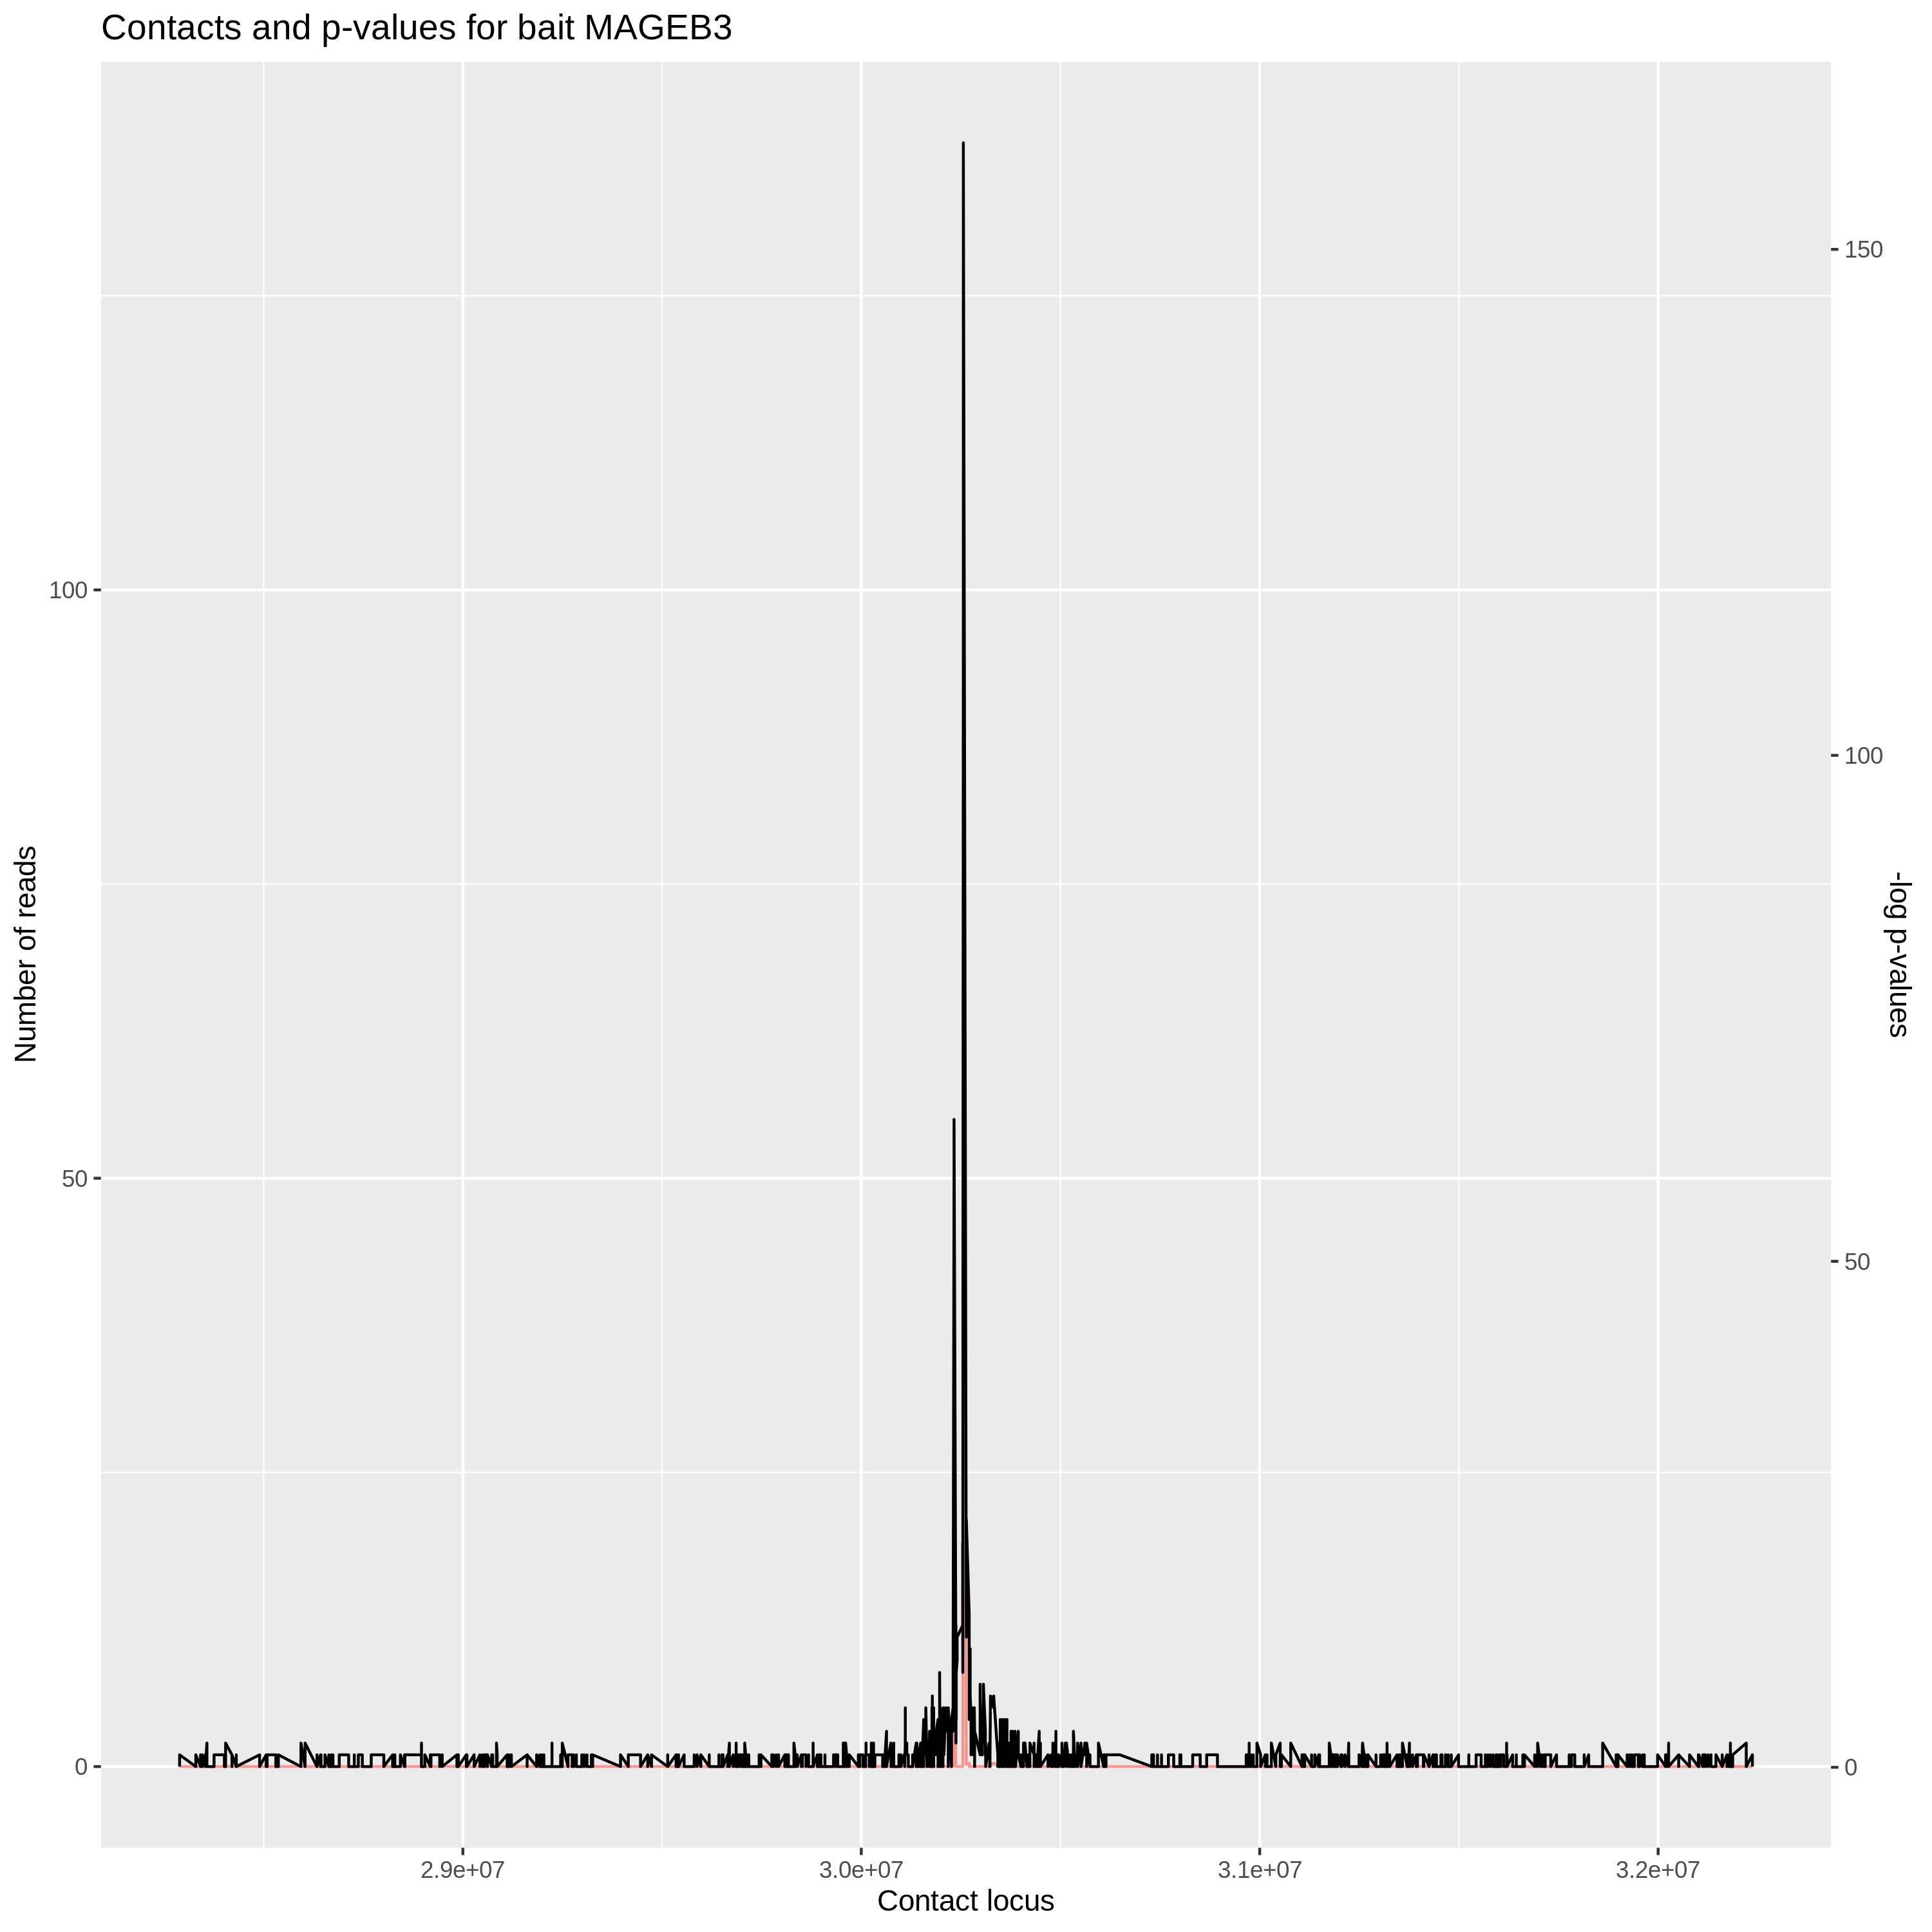 Contacts and p-values for bait MAGEB3
Number of reads
100
50
0
150
100
50
0
-log p-values
2.9e+07
3.0e+07
3.1e+07
3.2e+07
Contact locus